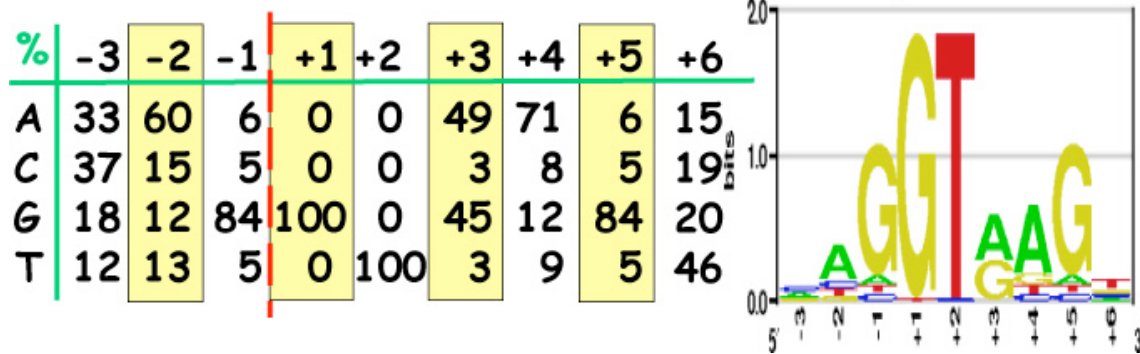 % -3 -2 -1 +1 +2 +3 +4 +5 +6
A 33 60 6 0 0 49 71 6 15
C 37 15 5 0 0 3 8 5 19
G 18 12 84 100 0 45 12 84 20
T 12 13 5 0 100 3 9 5 46
2.0
1.0
0.0
bits
A G G T A A G
G
5' -3 -2 -1 +1 +2 +3 +4 +5 +6 3